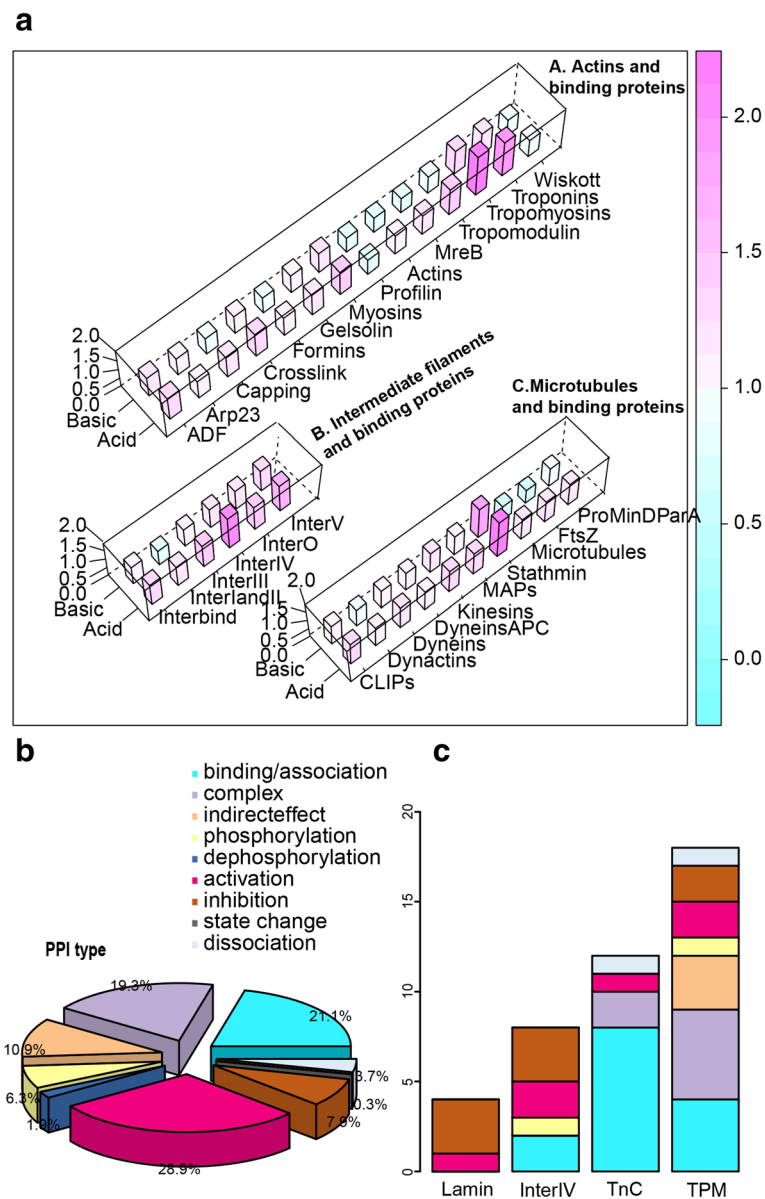 a
A. Actins and
binding proteins
2.0
1.5
1.0
0.5
0.0
Wiskott
Troponins
Tropomyosins
Tropomodulin
MreB
Actins
Profilin
Myosins
Gelsolin
Formins
Crosslink
Capping
Arp23
ADF
2.0
1.5
1.0
0.5
0.0
Basic
Acid
B. Intermediate filaments
and binding proteins
C.Microtubules
and binding proteins
2.0
1.5
1.0
0.5
0.0
Basic
Acid
InterV
InterO
InterIV
InterIII
InterIandII
Interbind
2.0
1.5
1.0
0.5
0.0
Basic
Acid
ProMinDParA
FtsZ
Microtubules
Stathmin
MAPs
Kinesins
DyneinsAPC
Dyneins
Dynactins
CLIPs
b
binding/association
complex
indirecteffect
phosphorylation
dephosphorylation
activation
inhibition
state change
dissociation
PPI type
19.3%
21.1%
10.9%
6.3%
1.9%
28.9%
7.9%
0.3%
3.7%
c
20
15
10
5
0
Lamin
InterIV
TnC
TPM